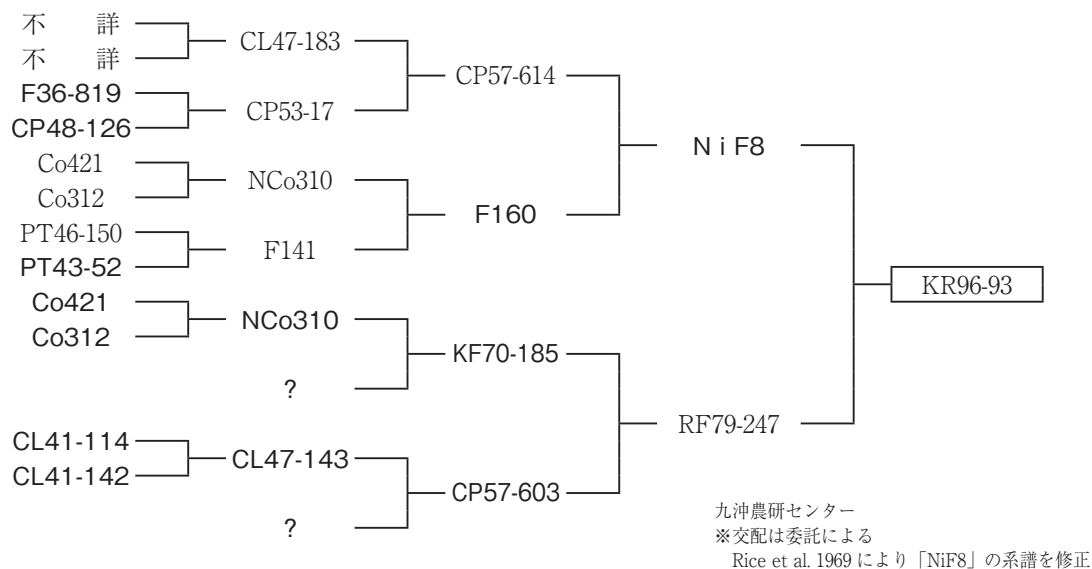 不 詳
不 詳
CL47-183
F36-819
CP48-126
CP53-17
CP57-614
Co421
Co312
NCo310
PT46-150
PT43-52
F141
F160
N i F8
Co421
Co312
NCo310
?
KF70-185
CL41-114
CL41-142
CL47-143
?
CP57-603
RF79-247
KR96-93
九沖農研センター
※交配は委託による
Rice et al. 1969 により「NiF8」の系譜を修正